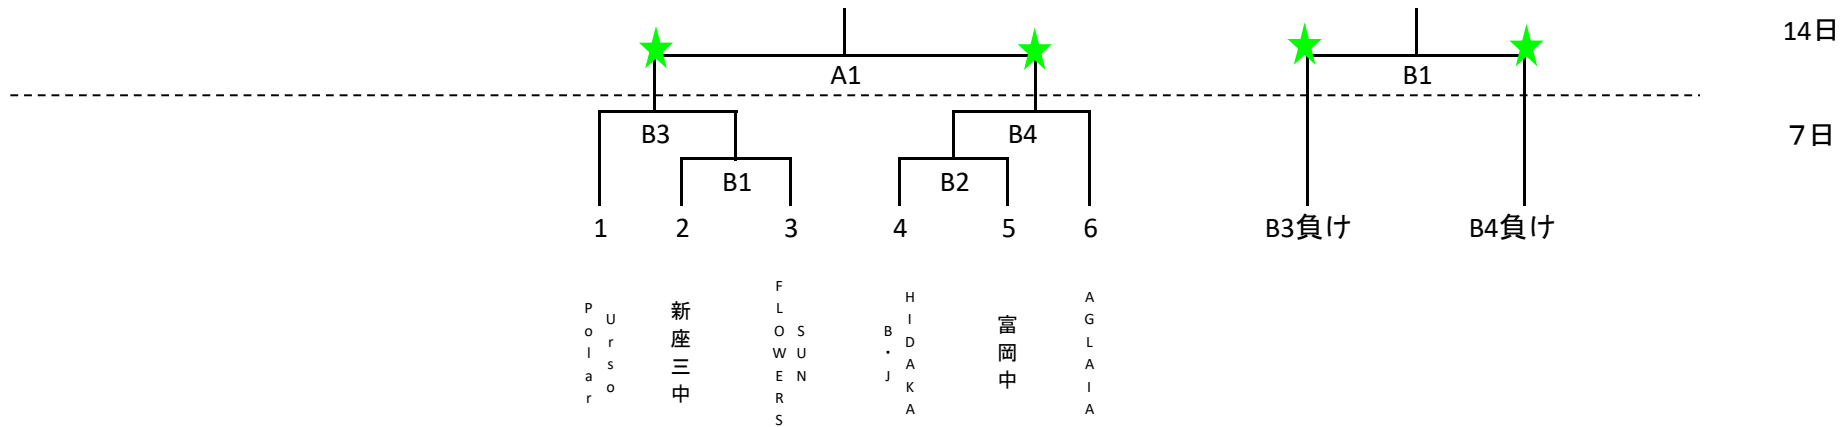 14日
A1
B1
B3
B4
7日
B1
B2
1
2
3
4
5
6
B3負け
B4負け
Urso
Polar
新座三中
SUN
FLOWERS
HIDAKA
B・J
富岡中
AGLAIA